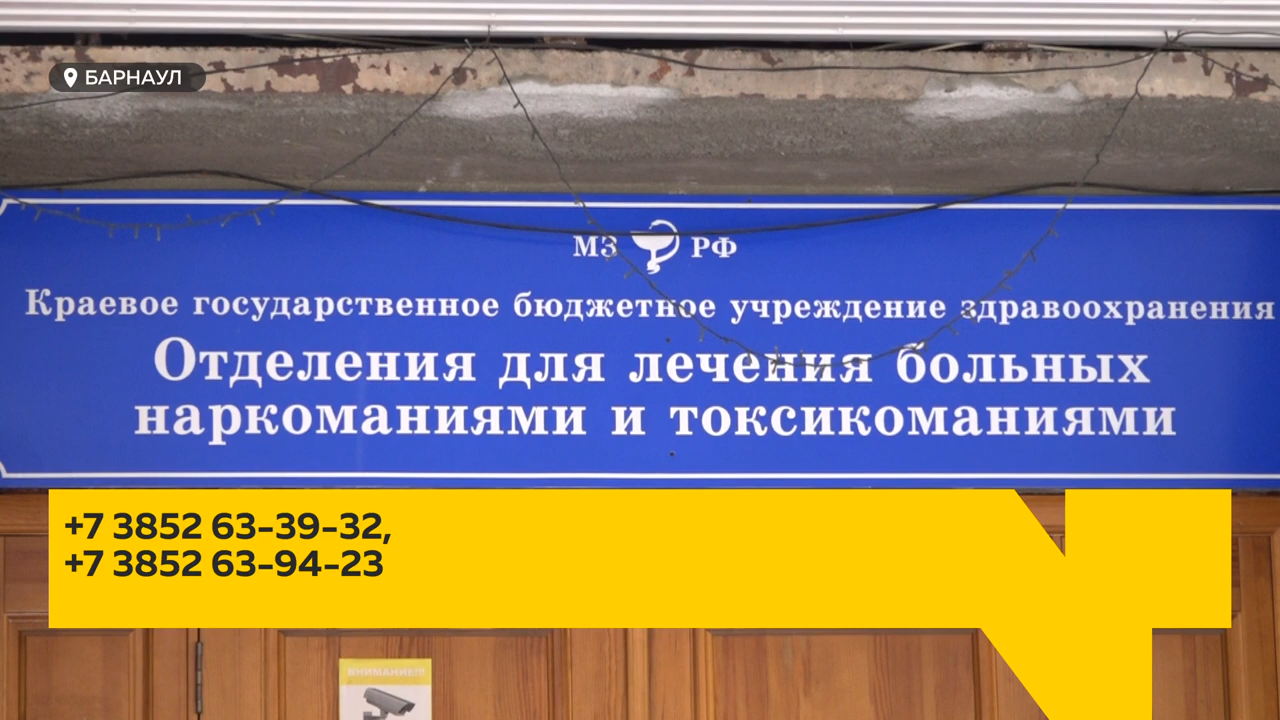 БАРНАУЛ
МЗ РФ
Краевое государственное бюджетное учреждение здравоохранения
Отделения для лечения больных
наркоманиями и токсикоманиями
+7 3852 63-39-32,
+7 3852 63-94-23
ВНИМАНИЕ!!!